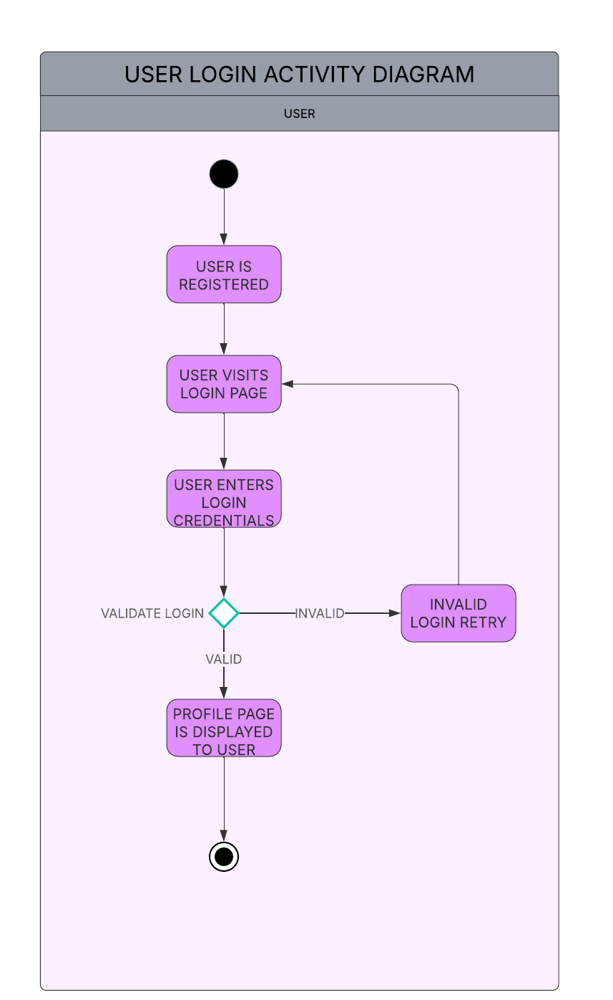 USER LOGIN ACTIVITY DIAGRAM
USER
USER IS
REGISTERED
USER VISITS
LOGIN PAGE
USER ENTERS
LOGIN
CREDENTIALS
VALIDATE LOGIN
INVALID
INVALID
LOGIN RETRY
VALID
PROFILE PAGE
IS DISPLAYED
TO USER